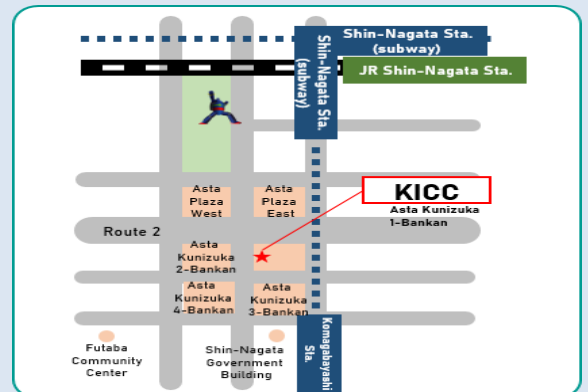 Shin-Nagata Sta.
(subway)
Shin-Nagata Sta.
(subway)
JR Shin-Nagata Sta.
KICC
Asta Kunizuka
1-Bankan
Asta
Plaza
West
Asta
Plaza
East
Route 2
Asta
Kunizuka
2-Bankan
Asta
Kunizuka
4-Bankan
Asta
Kunizuka
3-Bankan
Futaba
Community
Center
Shin-Nagata
Government
Building
Komagabayashi
Sta.